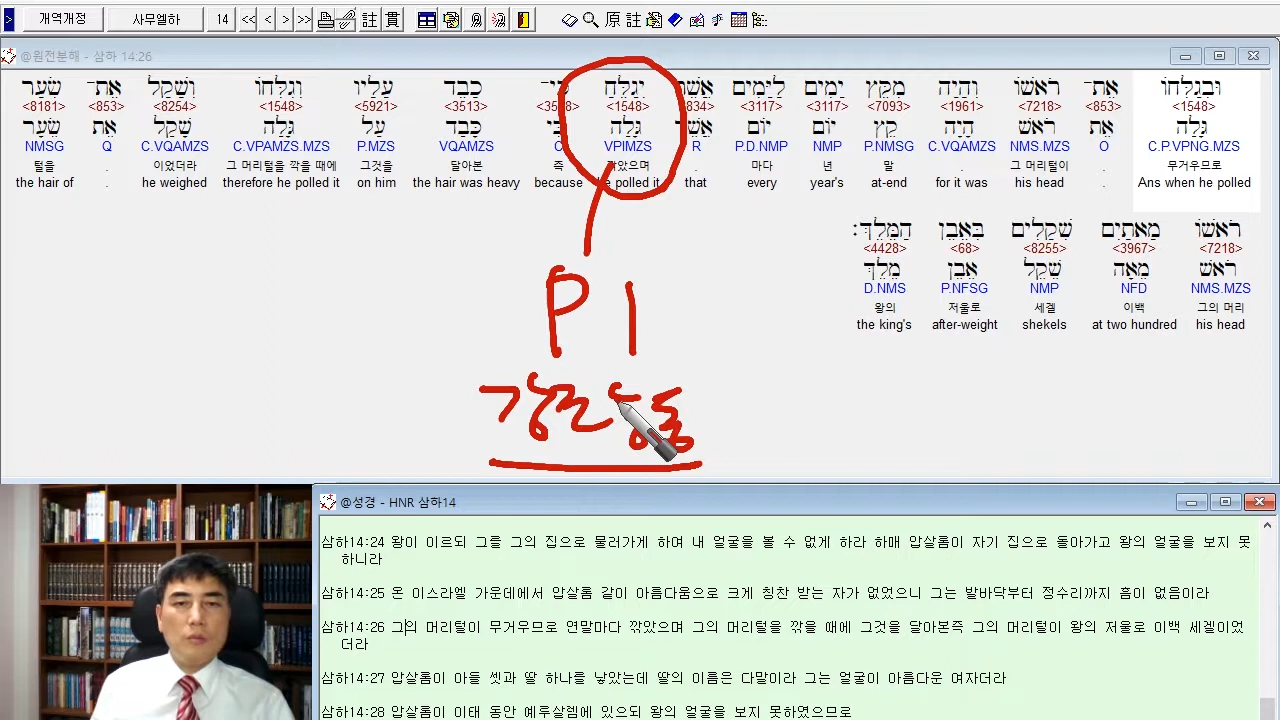 개역개정 사무엘하 14 << < > >> 註 貫 原 註
@원전분해 - 삼하 14:26
שֵׂעַר אֶת־ וְשָׁקַל וְגִלְּחוֹ עָלָיו כָבֵד כִּי־ יְגַלֵּחַ אֲשֶׁר לַיָּמִים יָמִים מִקֵּץ וְהָיָה רֹאשׁוֹ אֶת־ וּבְגַלְּחוֹ
<8181> <853> <8254> <1548> <5921> <3513> <1548> <3117> <3117> <7093> <1961> <7218> <853> <1548>
שֵׂעָר אֵת שָׁקַל גָּלַח עַל כָּבֵד כִּי גָּלַח אֲשֶׁר יוֹם יוֹם קֵץ הָיָה רֹאשׁ אֵת גָּלַח
NMSG Q C.VQAMZS C.VPAMZS.MZS P.MZS VQAMZS C VPIMZS R P.D.NMP NMP P.NMSG C.VQAMZS NMS.MZS O C.P.VPNG.MZS
털을 . 이었더라 그 머리털을 깍을 때에 그것을 달아본 즉 깎았으며 . 마다 년 말 . 그 머리털이 . 무거우므로
the hair of . he weighed therefore he polled it on him the hair was heavy because he polled it that every year's at-end for it was his head . Ans when he polled
הַמֶּלֶךְ׃ בְּאֶבֶן שְׁקָלִים מָאתַיִם רֹאשׁוֹ
<4428> <68> <8255> <3967> <7218>
מֶלֶךְ אֶבֶן שֶׁקֶל מֵאָה רֹאשׁ
D.NMS P.NFSG NMP NFD NMS.MZS
왕의 저울로 세겔 이백 그의 머리
the king's after-weight shekels at two hundred his head
P I
강조능동
@성경 - HNR 삼하14
삼하14:24 왕이 이르되 그를 그의 집으로 물러가게 하여 내 얼굴을 볼 수 없게 하라 하매 압살롬이 자기 집으로 돌아가고 왕의 얼굴을 보지 못
하니라
삼하14:25 온 이스라엘 가운데에서 압살롬 같이 아름다움으로 크게 칭찬 받는 자가 없었으니 그는 발바닥부터 정수리까지 흠이 없음이라
삼하14:26 그의 머리털이 무거우므로 연말마다 깎았으며 그의 머리털을 깎을 때에 그것을 달아본즉 그의 머리털이 왕의 저울로 이백 세겔이었
더라
삼하14:27 압살롬이 아들 셋과 딸 하나를 낳았는데 딸의 이름은 다말이라 그는 얼굴이 아름다운 여자더라
삼하14:28 압살롬이 이태 동안 예루살렘에 있으되 왕의 얼굴을 보지 못하였으므로